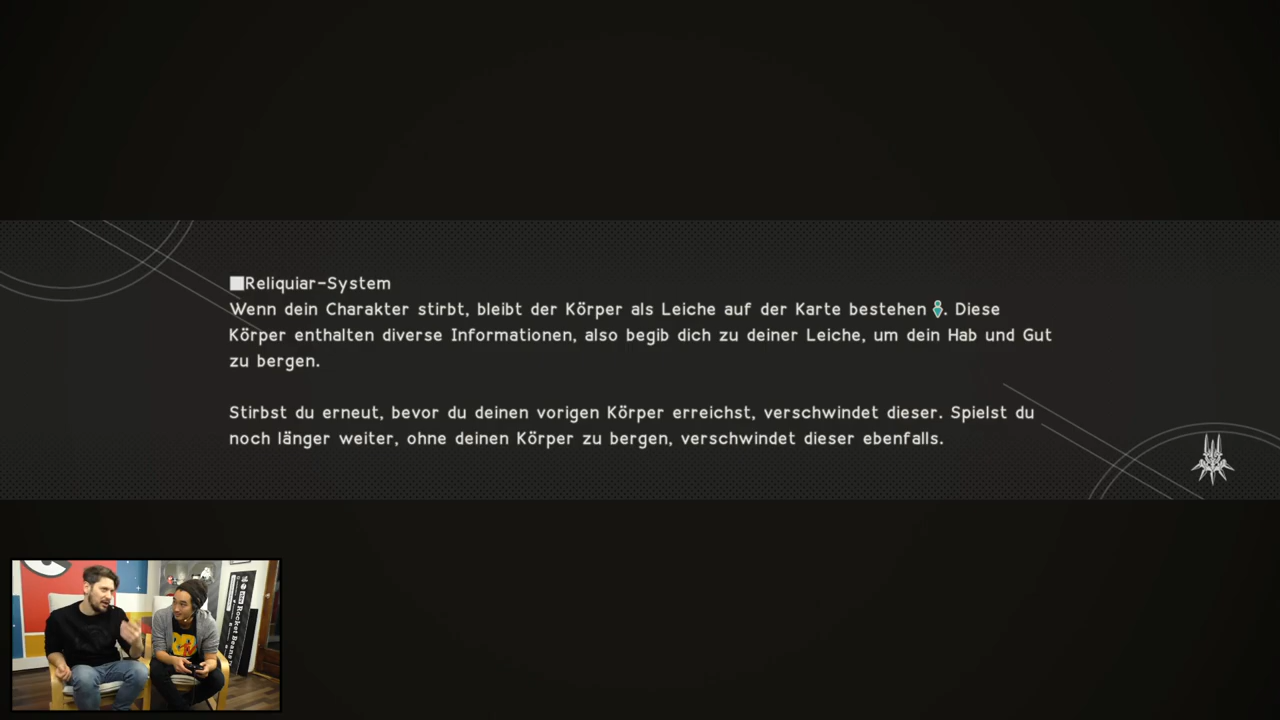 ■Reliquiar-System
Wenn dein Charakter stirbt, bleibt der Körper als Leiche auf der Karte bestehen. Diese
Körper enthalten diverse Informationen, also begib dich zu deiner Leiche, um dein Hab und Gut
zu bergen.
Stirbst du erneut, bevor du deinen vorigen Körper erreichst, verschwindet dieser. Spielst du
noch länger weiter, ohne deinen Körper zu bergen, verschwindet dieser ebenfalls.
Rocket Beans